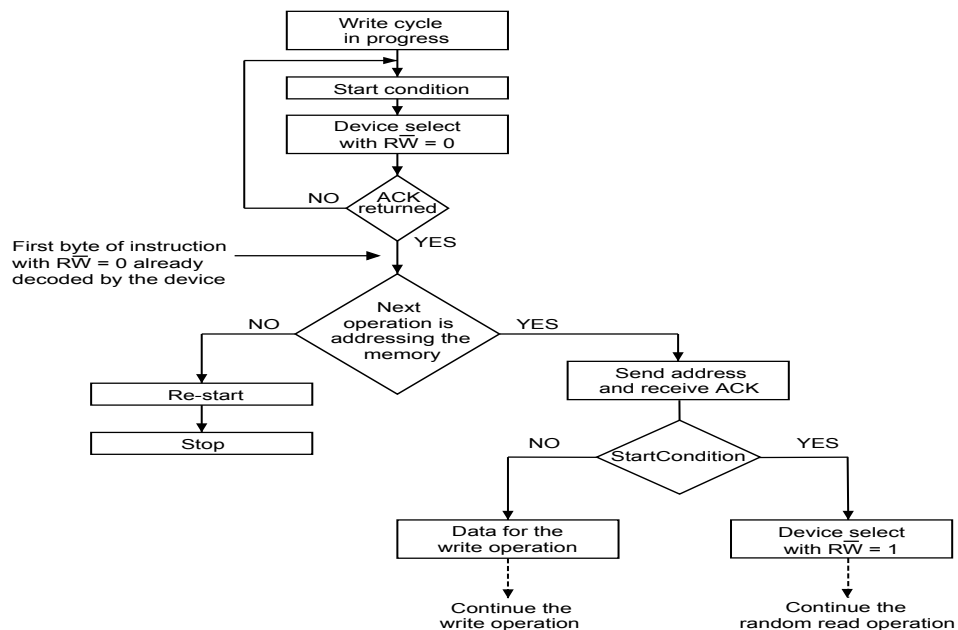 Write cycle
in progress
Start condition
Device select
with RW̅ = 0
NO
ACK
returned
YES
First byte of instruction
with RW̅ = 0 already
decoded by the device
NO
Next
operation is
addressing the
memory
YES
Re-start
Stop
Send address
and receive ACK
NO
StartCondition
YES
Data for the
write operation
Device select
with RW̅ = 1
Continue the
write operation
Continue the
random read operation